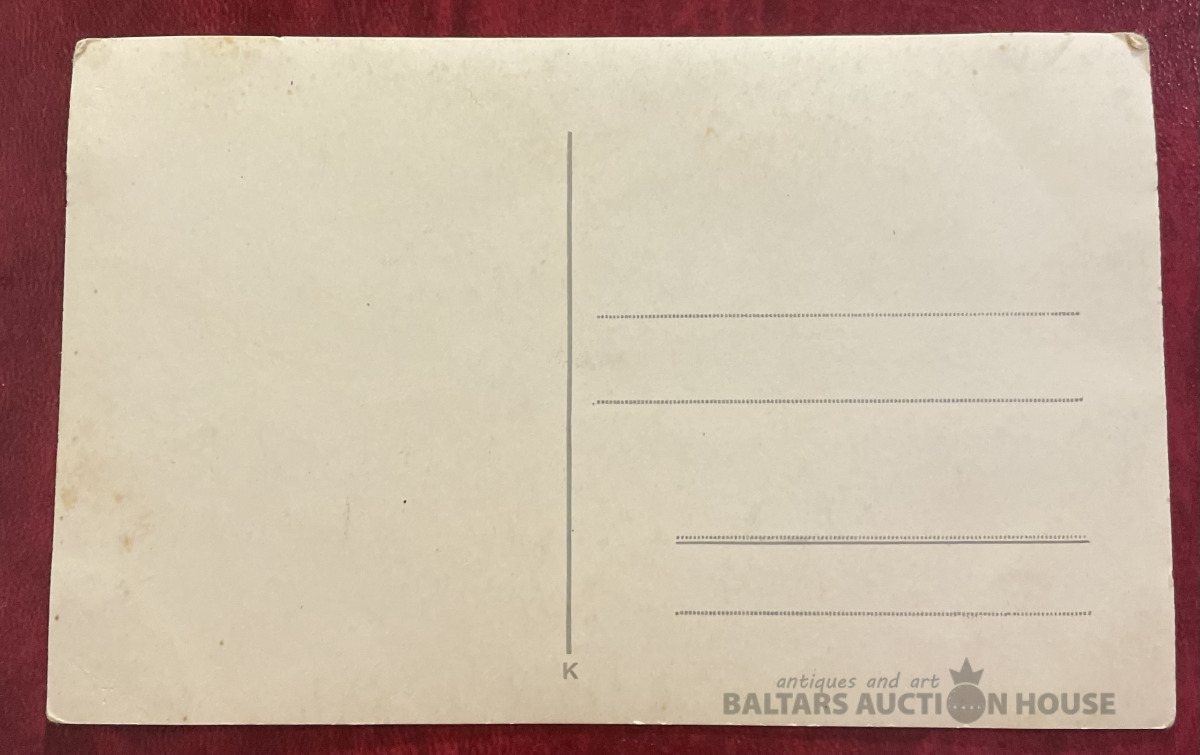 K
antiques and art
BALTARS AUCTION HOUSE